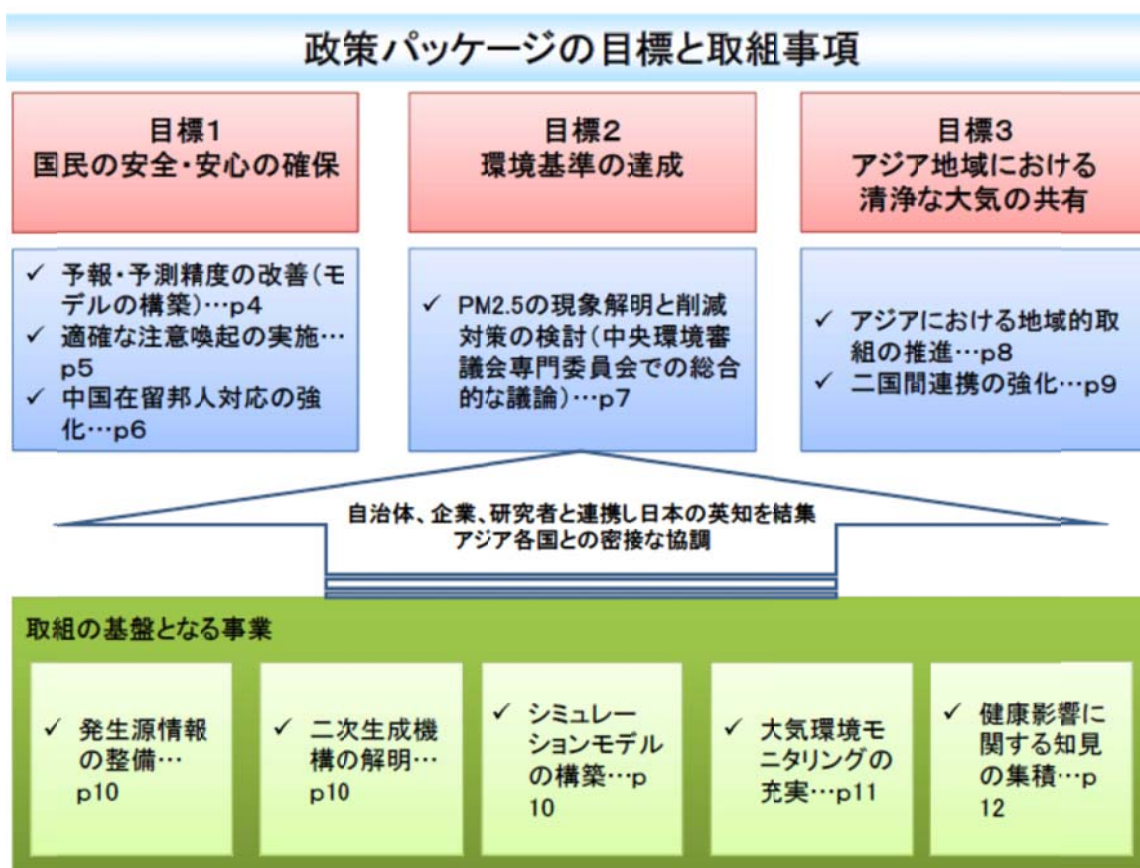 政策パッケージの目標と取組事項
目標1
国民の安全・安心の確保
目標2
環境基準の達成
目標3
アジア地域における
清浄な大気の共有
✓ 予報・予測精度の改善(モ
デルの構築)…p4
✓ 適確な注意喚起の実施…
p5
✓ 中国在留邦人対応の強
化…p6
✓ PM2.5の現象解明と削減
対策の検討(中央環境審
議会専門委員会での総合
的な議論)…p7
✓ アジアにおける地域的取
組の推進…p8
✓ 二国間連携の強化…p9
自治体、企業、研究者と連携し日本の英知を結集
アジア各国との密接な協調
取組の基盤となる事業
✓ 発生源情報
の整備…
p10
✓ 二次生成機
構の解明…
p10
✓ シミュレー
ションモデル
の構築…p
10
✓ 大気環境モ
ニタリングの
充実…p11
✓ 健康影響に
関する知見
の集積…p
12